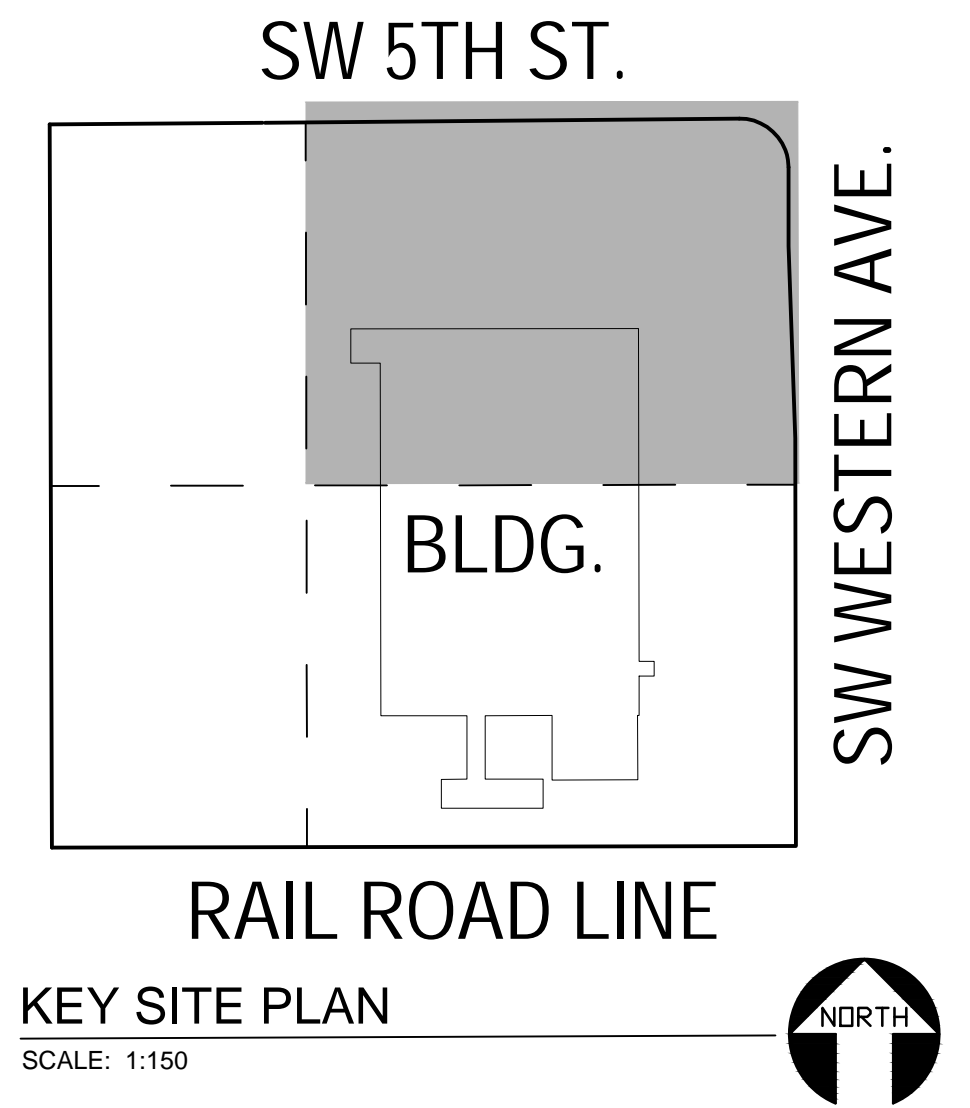 SW 5TH ST.
SW WESTERN AVE.
BLDG.
RAIL ROAD LINE
KEY SITE PLAN
NORTH
SCALE: 1:150